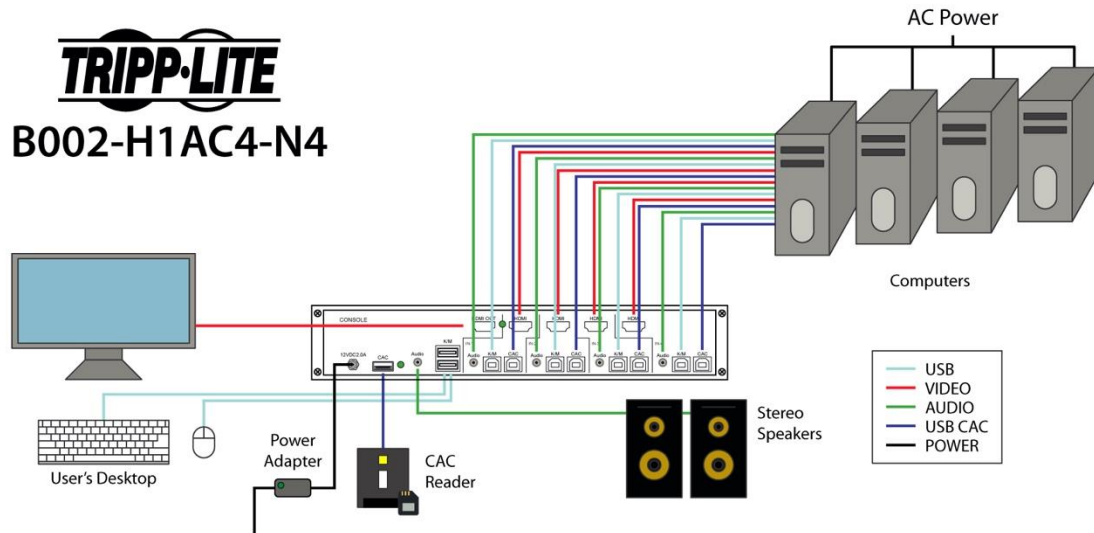 AC Power
TRIPP·LITE
B002-H1AC4-N4
Computers
CONSOLE
HDMI OUT
HDMI
HDMI
HDMI
HDMI
K/M
12VDC2.0A
CAC
Audio
Audio
K/M
CAC
Audio
K/M
CAC
Audio
K/M
CAC
Audio
K/M
CAC
USB
VIDEO
AUDIO
USB CAC
POWER
Stereo
Speakers
Power
Adapter
CAC
Reader
User's Desktop